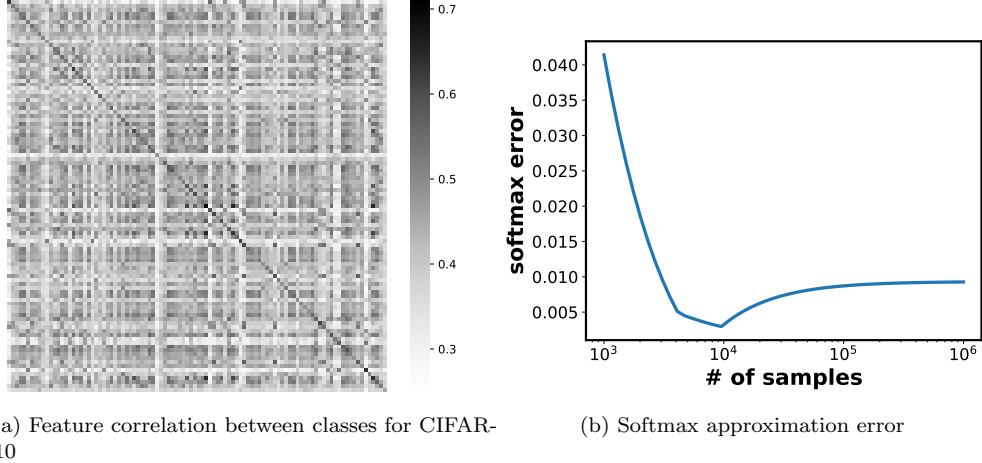 0.7
0.6
0.5
0.4
0.3
a) Feature correlation between classes for CIFAR-
10
softmax error
0.040
0.035
0.030
0.025
0.020
0.015
0.010
0.005
10³ 10⁴ 10⁵ 10⁶
# of samples
(b) Softmax approximation error